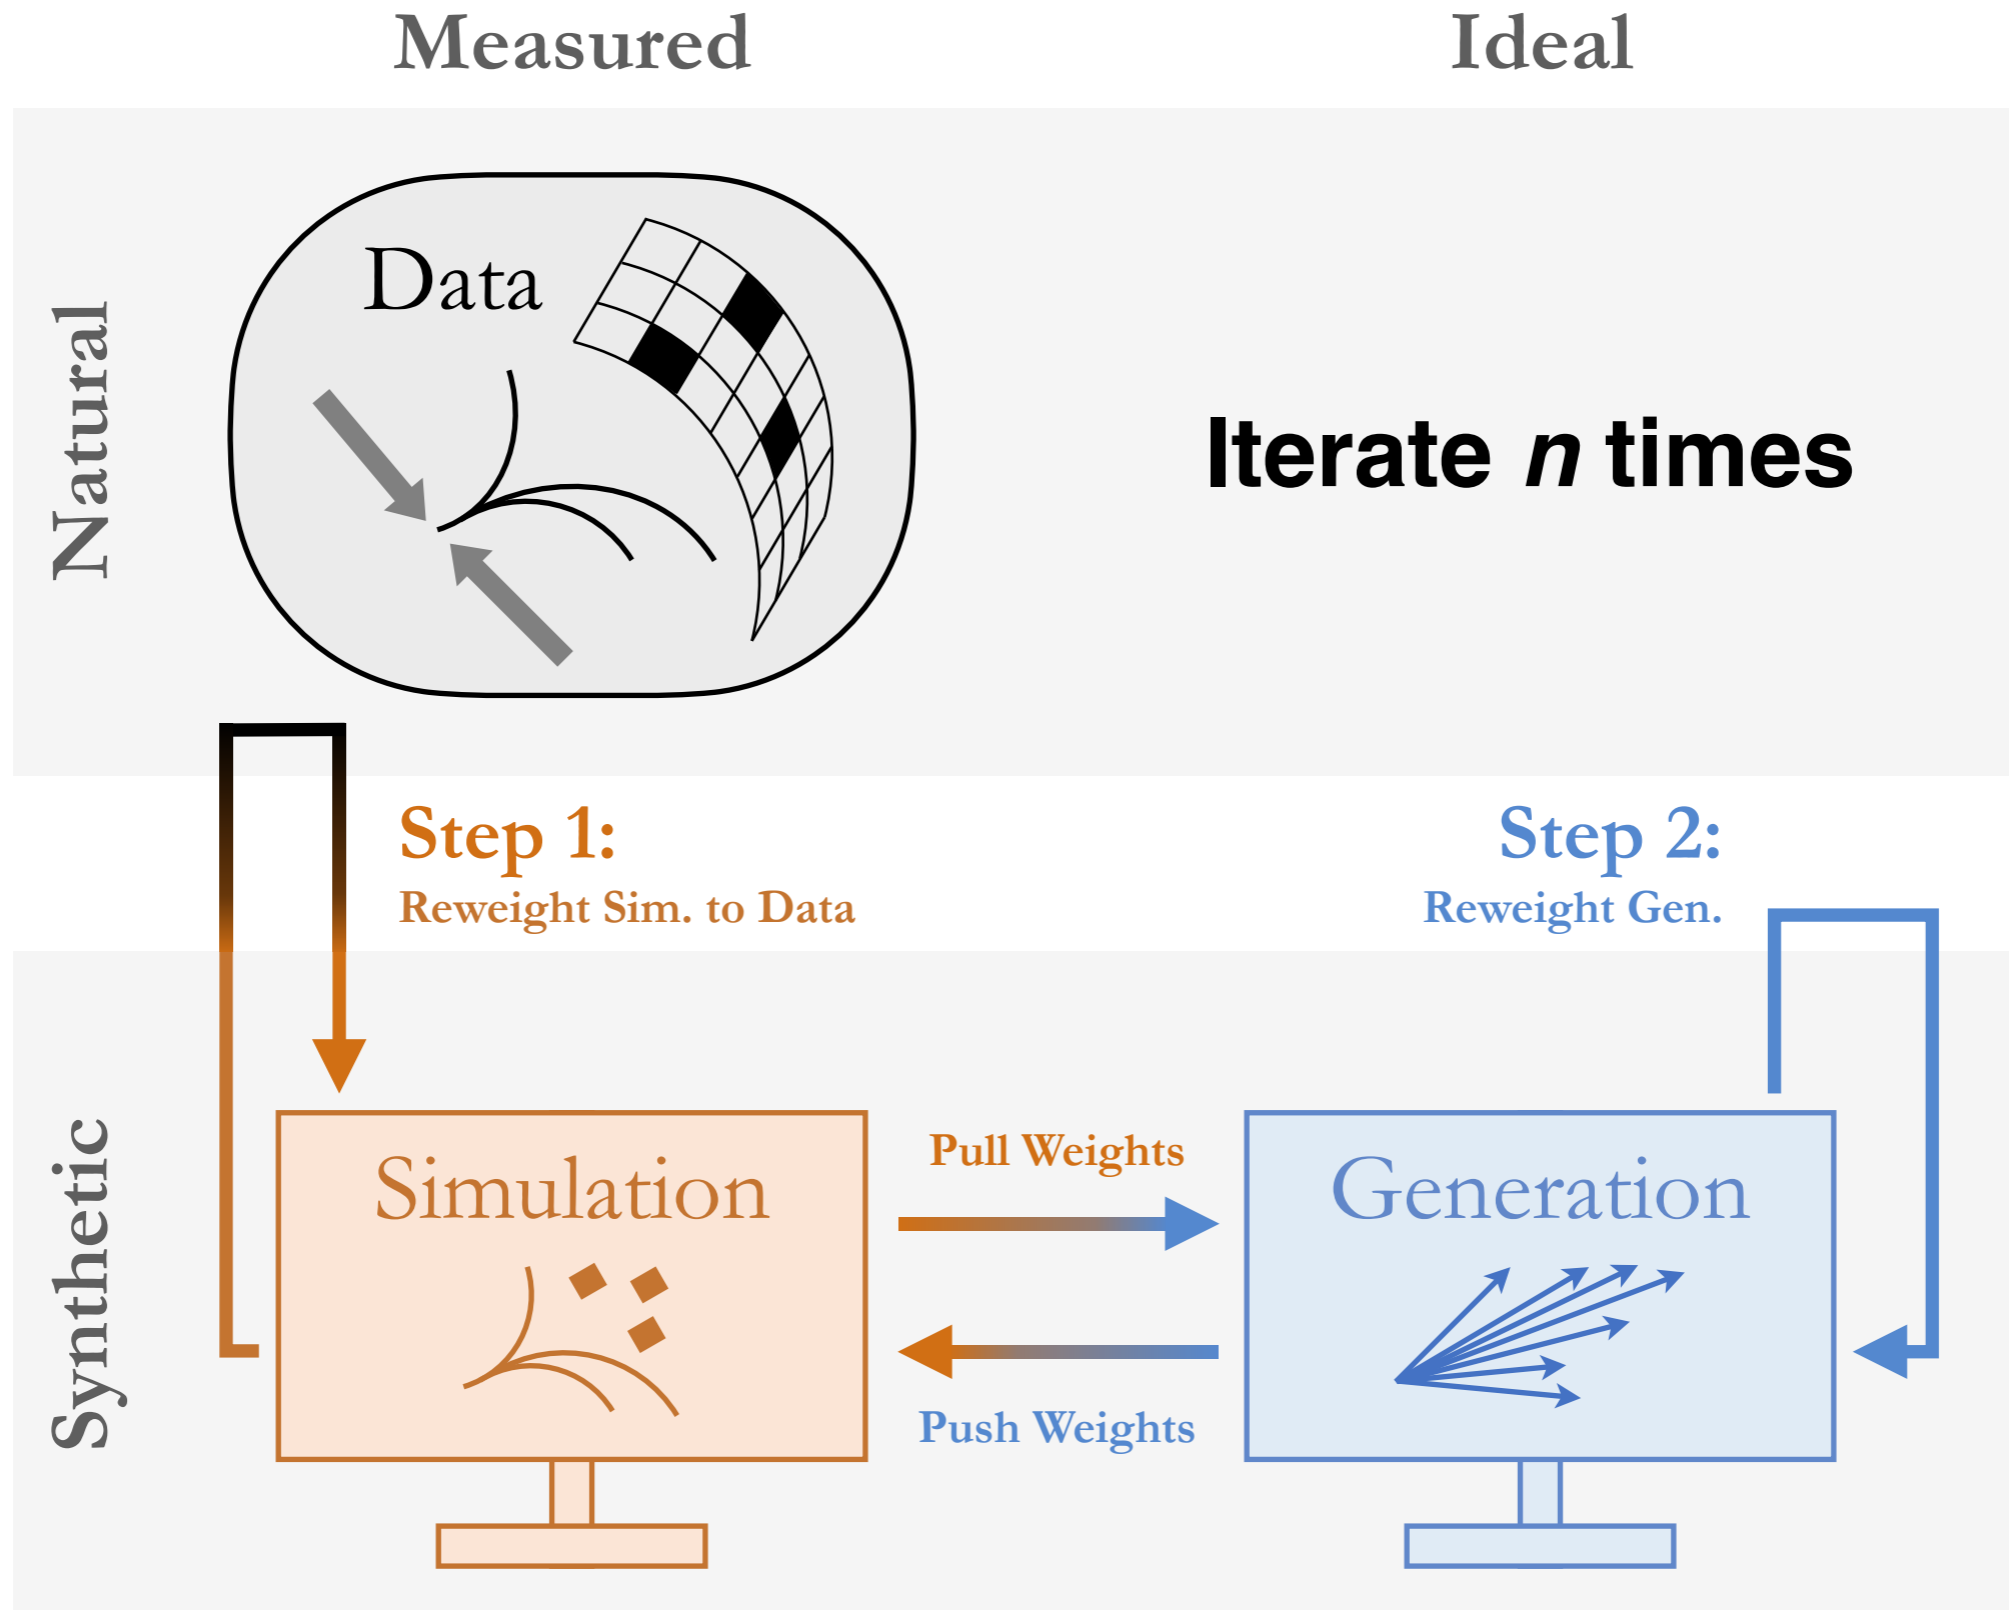 Measured
Ideal
Natural
Data
Iterate n times
Step 1:
Reweight Sim. to Data
Step 2:
Reweight Gen.
Synthetic
Simulation
Pull Weights
Push Weights
Generation